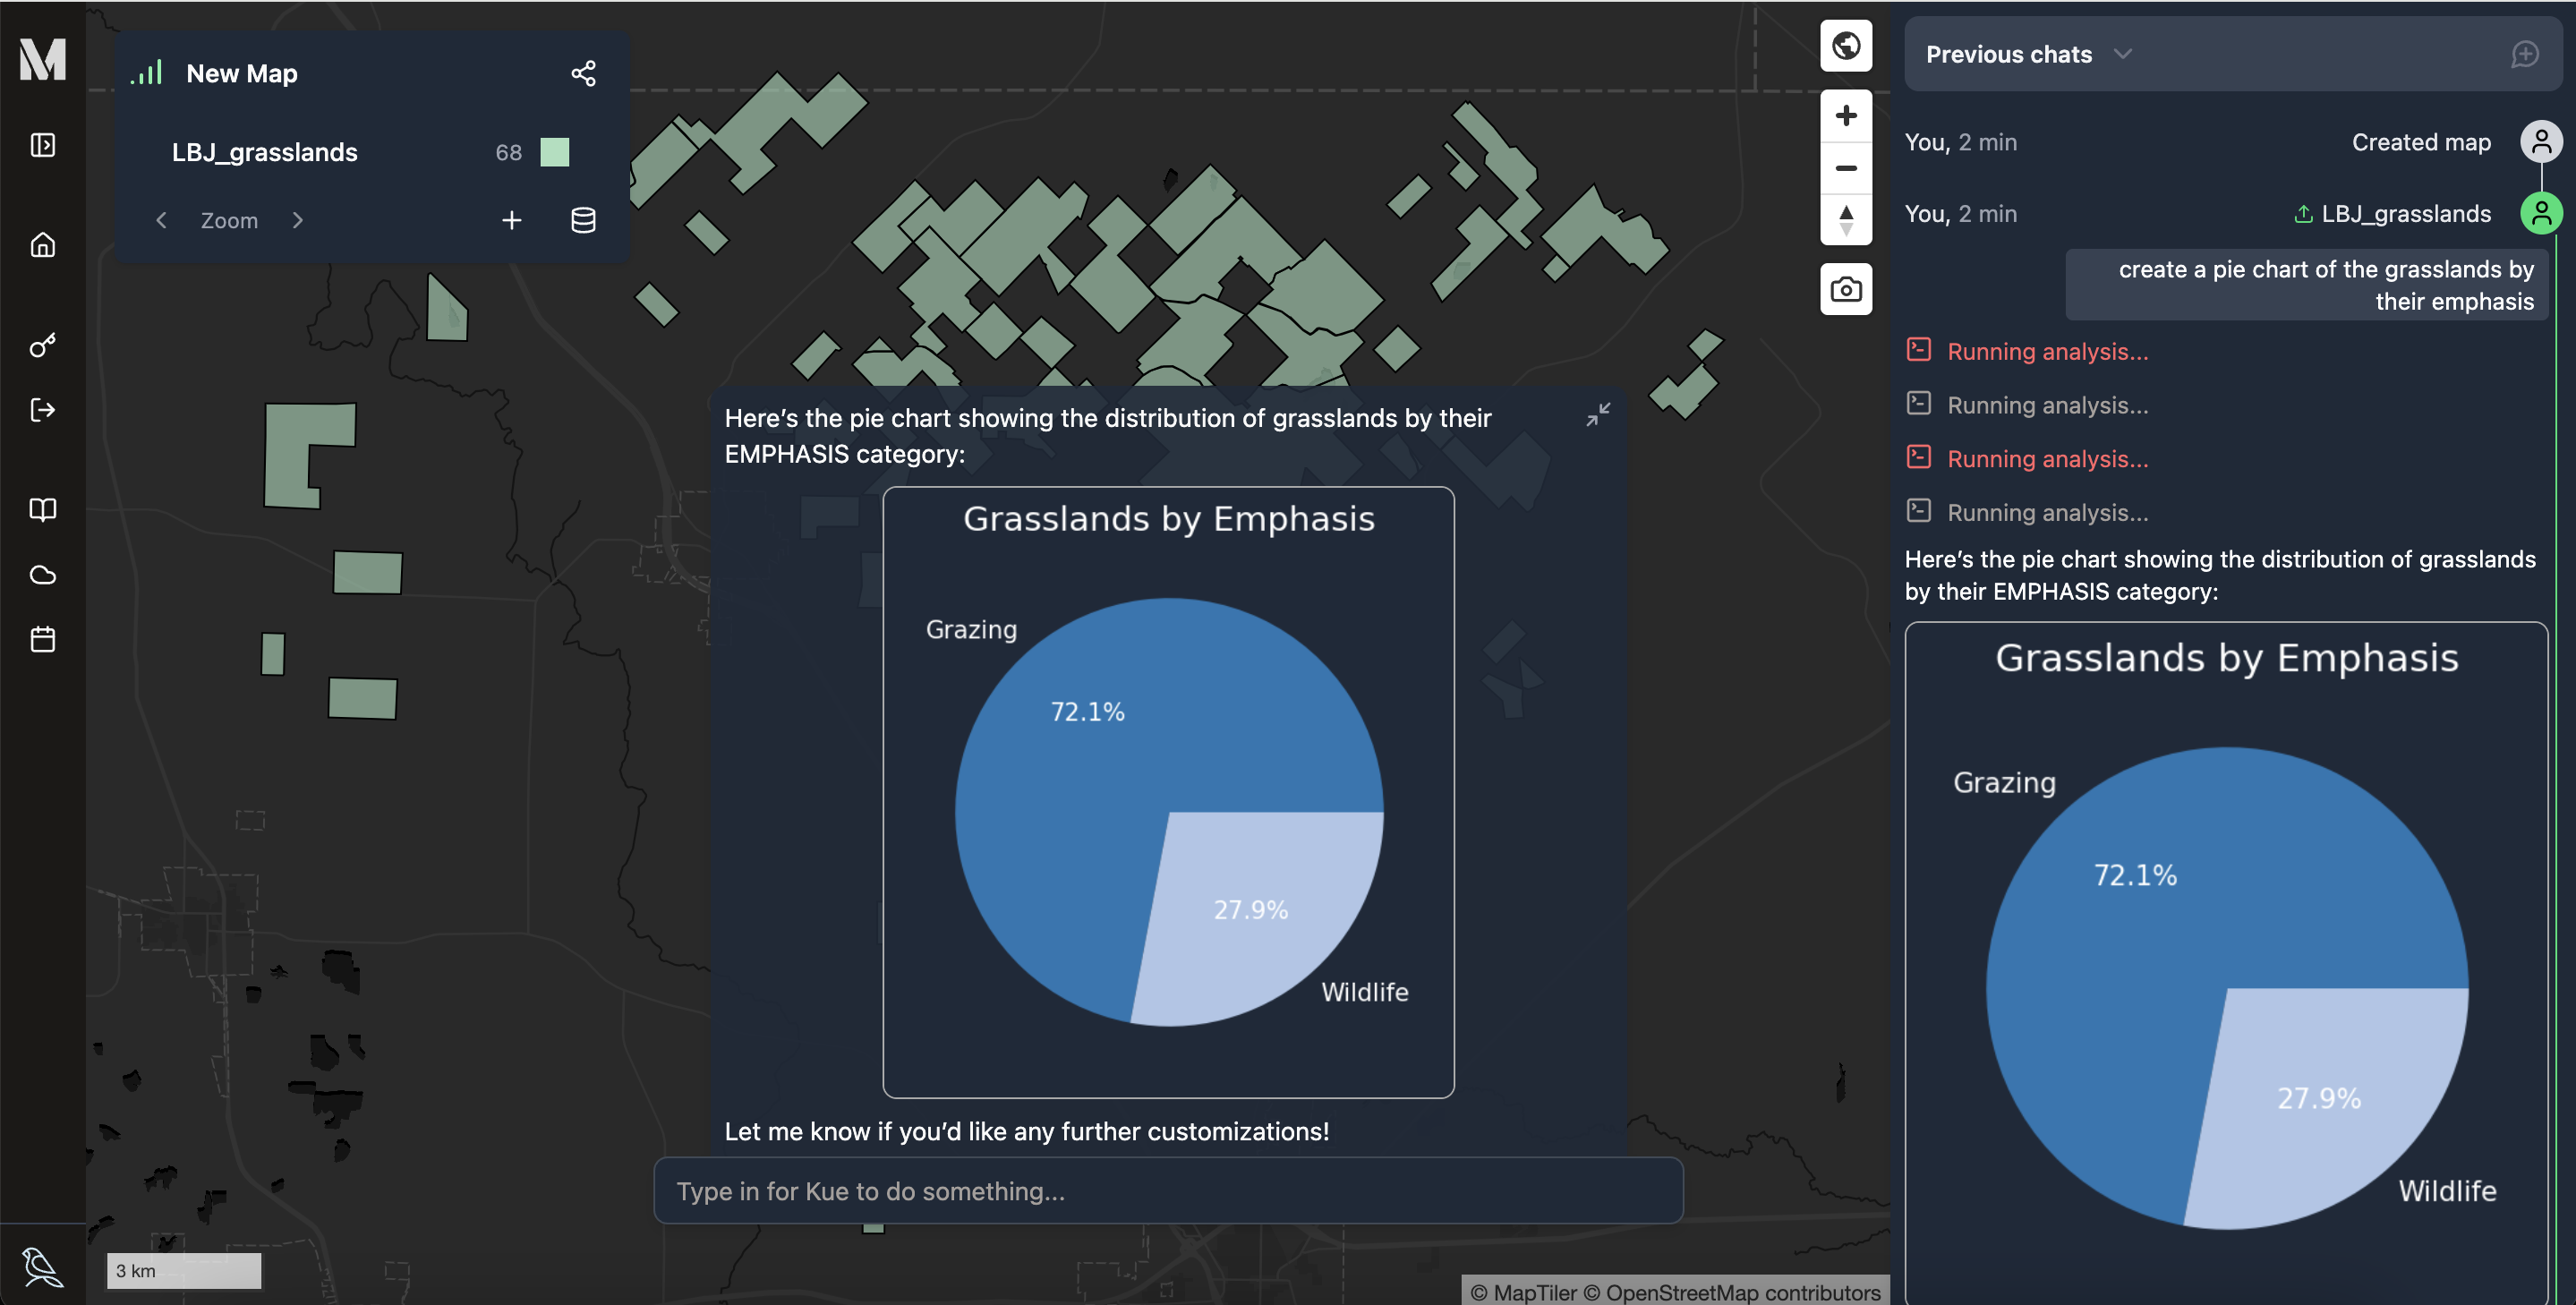 New Map
LBJ_grasslands 68
Zoom
Here’s the pie chart showing the distribution of grasslands by their
EMPHASIS category:
Grasslands by Emphasis
Grazing
72.1%
27.9%
Wildlife
Let me know if you’d like any further customizations!
Type in for Kue to do something...
3 km
© MapTiler © OpenStreetMap contributors
Previous chats
You, 2 min Created map
You, 2 min LBJ_grasslands
create a pie chart of the grasslands by
their emphasis
Running analysis...
Running analysis...
Running analysis...
Running analysis...
Here’s the pie chart showing the distribution of grasslands
by their EMPHASIS category:
Grasslands by Emphasis
Grazing
72.1%
27.9%
Wildlife